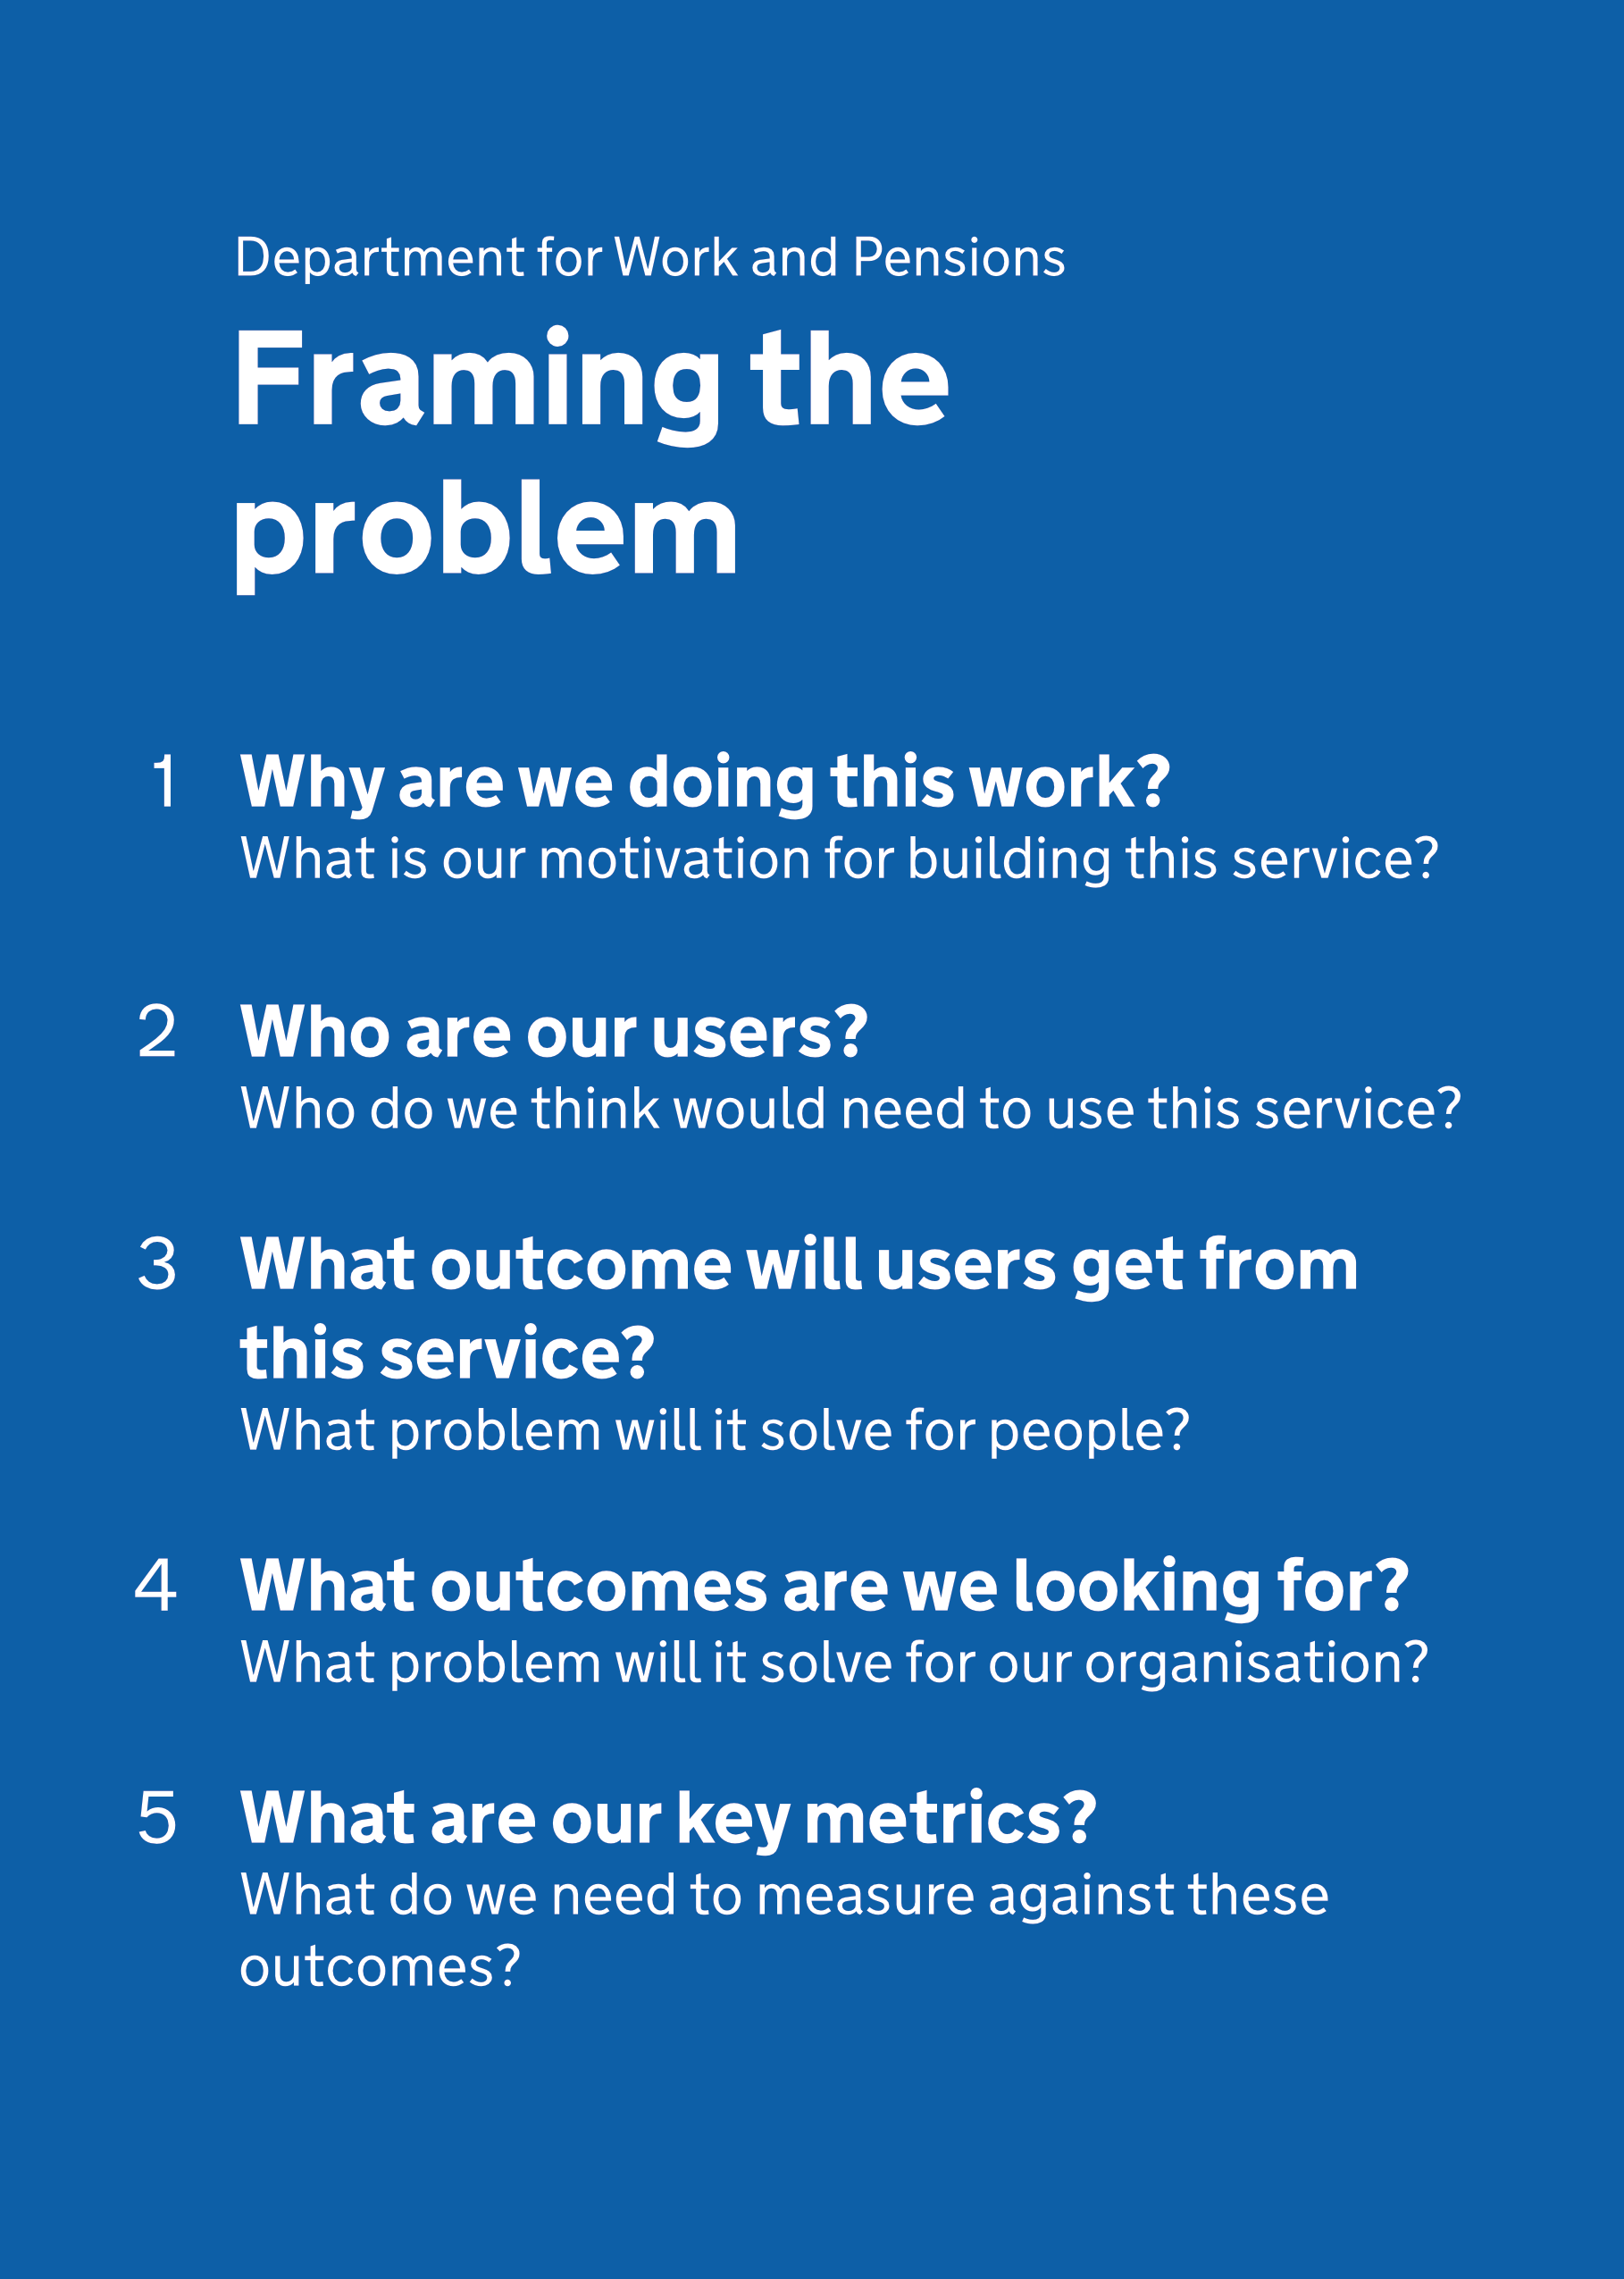 Department for Work and Pensions
Framing the
problem
1 Why are we doing this work?
What is our motivation for building this service?
2 Who are our users?
Who do we think would need to use this service?
3 What outcome will users get from
this service?
What problem will it solve for people?
4 What outcomes are we looking for?
What problem will it solve for our organisation?
5 What are our key metrics?
What do we need to measure against these
outcomes?